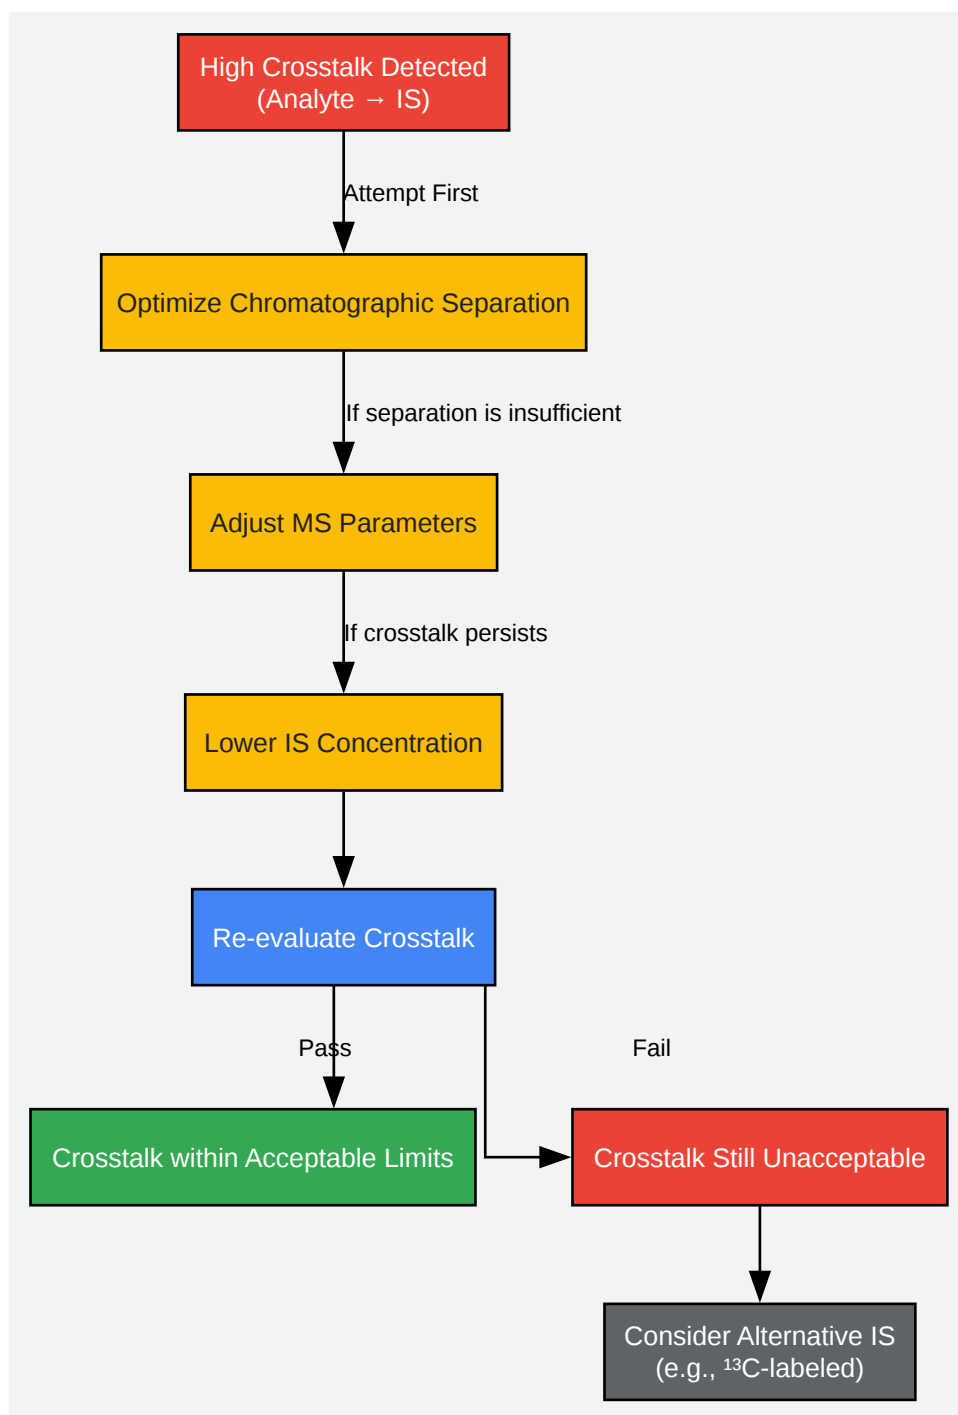 High Crosstalk Detected
(Analyte → IS)
Attempt First
Optimize Chromatographic Separation
If separation is insufficient
Adjust MS Parameters
If crosstalk persists
Lower IS Concentration
Re-evaluate Crosstalk
Pass
Fail
Crosstalk within Acceptable Limits
Crosstalk Still Unacceptable
Consider Alternative IS
(e.g., ¹³C-labeled)